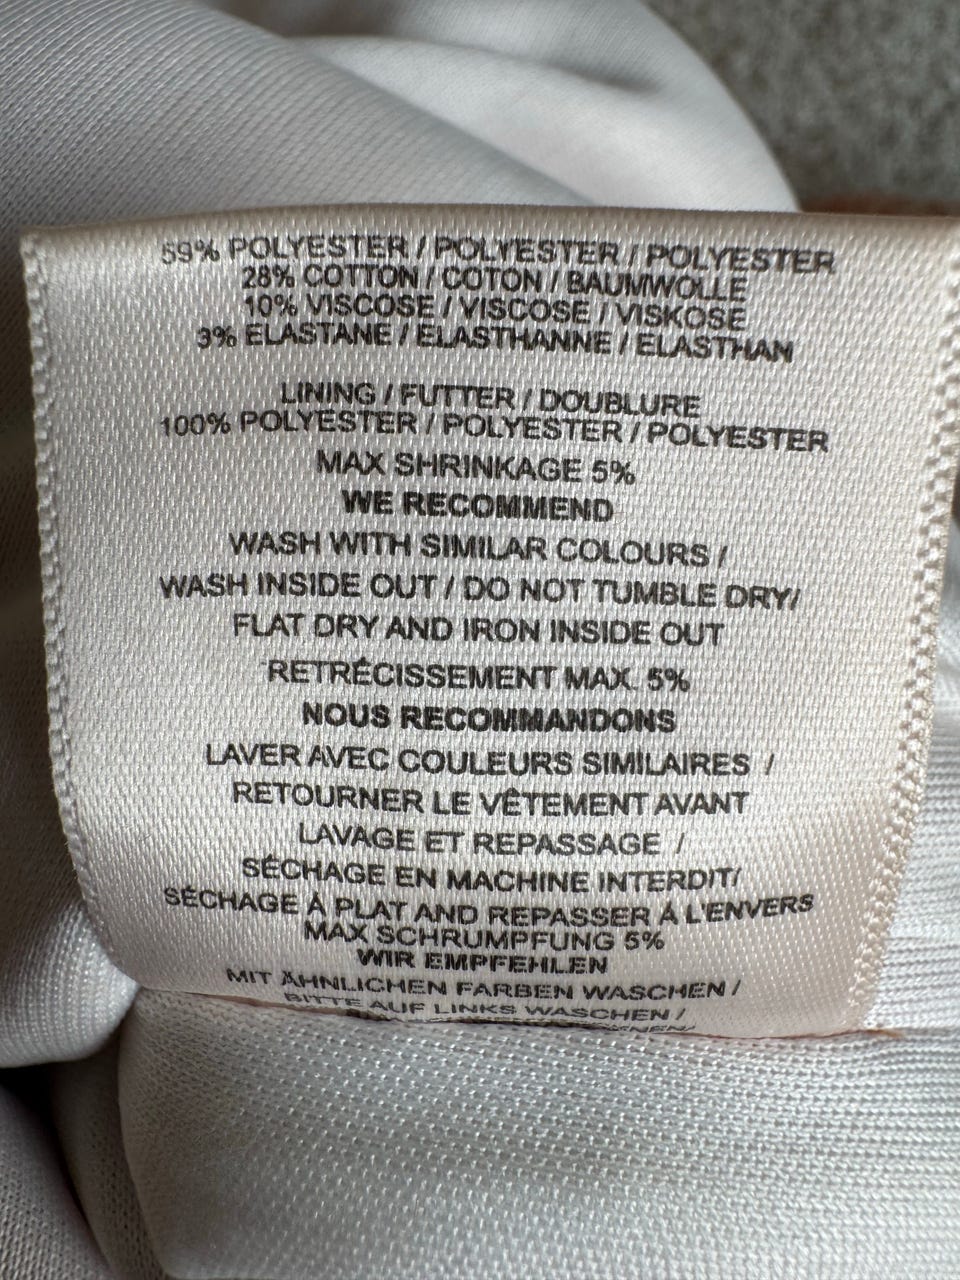 59% POLYESTER / POLYESTER / POLYESTER
28% COTTON / COTON / BAUMWOLLE
10% VISCOSE / VISCOSE / VISKOSE
3% ELASTANE / ELASTHANNE / ELASTHAN
LINING / FUTTER / DOUBLURE
100% POLYESTER / POLYESTER / POLYESTER
MAX SHRINKAGE 5%
WE RECOMMEND
WASH WITH SIMILAR COLOURS /
WASH INSIDE OUT / DO NOT TUMBLE DRY/
FLAT DRY AND IRON INSIDE OUT
RETRÉCISSEMENT MAX. 5%
NOUS RECOMMANDONS
LAVER AVEC COULEURS SIMILAIRES /
RETOURNER LE VÊTEMENT AVANT
LAVAGE ET REPASSAGE /
SÉCHAGE EN MACHINE INTERDIT/
SÉCHAGE À PLAT AND REPASSER À L'ENVERS
MAX SCHRUMPFUNG 5%
WIR EMPFEHLEN
MIT ÄHNLICHEN FARBEN WASCHEN /
BITTE AUF LINKS WASCHEN /